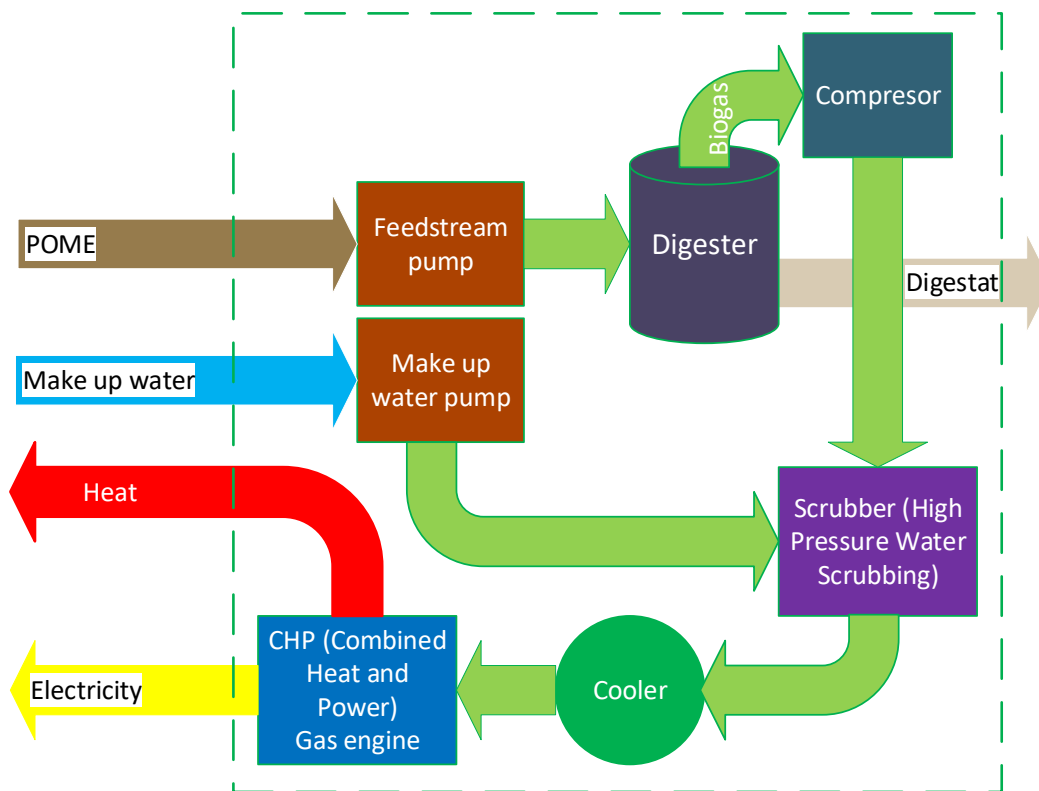 Compresor
Biogas
POME
Feedstream
pump
Digester
Digestat
Make up water
Make up
water pump
Heat
Scrubber (High
Pressure Water
Scrubbing)
CHP (Combined
Heat and
Power)
Gas engine
Cooler
Electricity